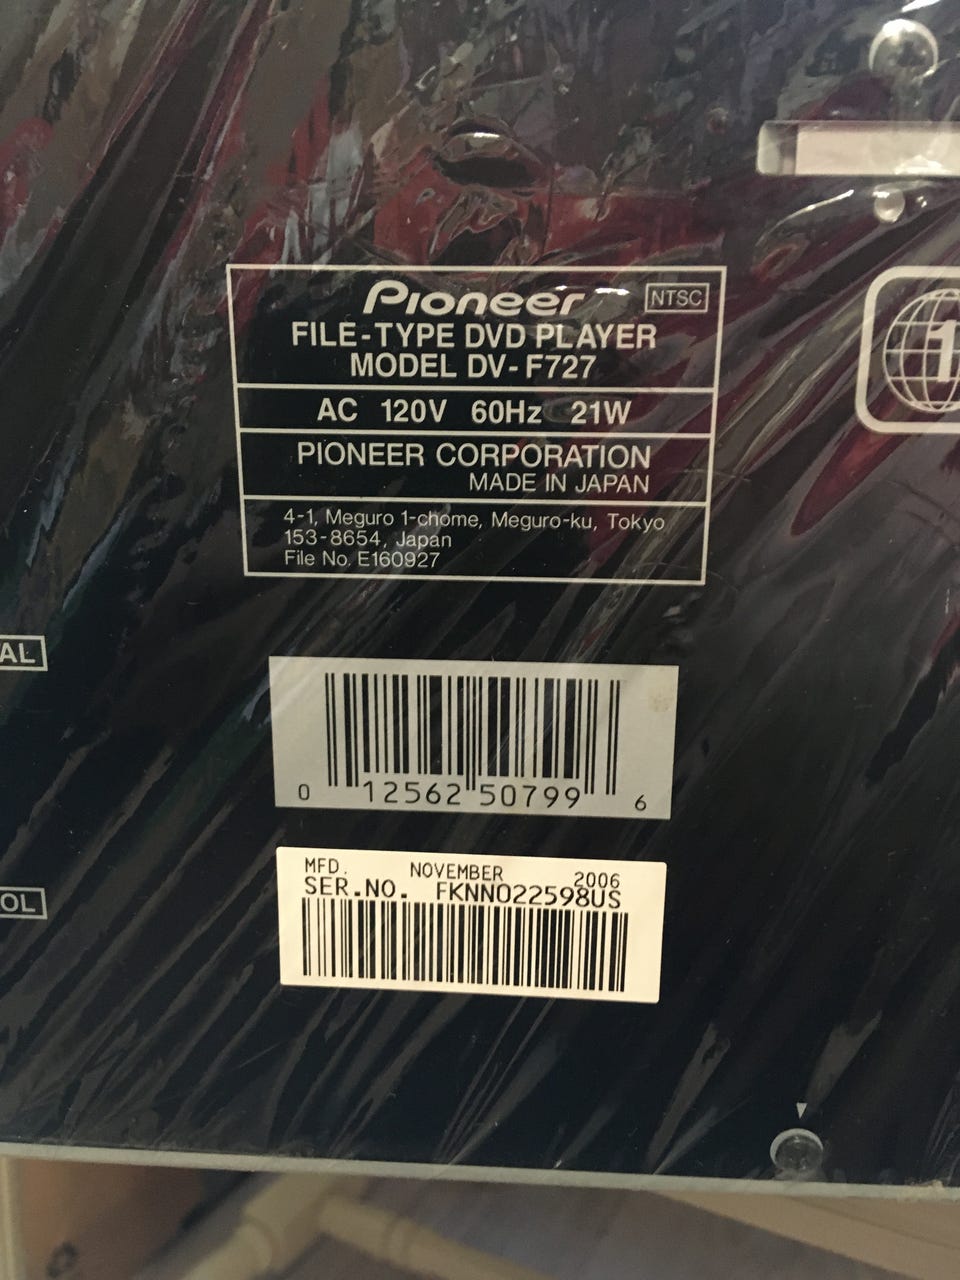 Pioneer NTSC
FILE-TYPE DVD PLAYER
MODEL DV-F727
AC 120V 60Hz 21W
PIONEER CORPORATION
MADE IN JAPAN
4-1, Meguro 1-chome, Meguro-ku, Tokyo
153-8654, Japan
File No. E160927
1
AL
0 12562 50799 6
MFD. NOVEMBER 2006
SER.NO. FKNN022598US
OL